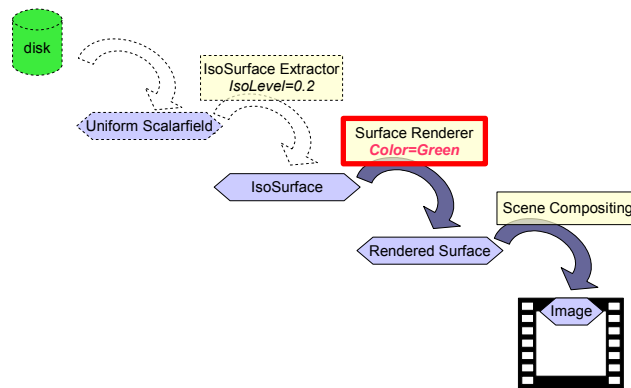 disk
IsoSurface Extractor
IsoLevel=0.2
Uniform Scalarfield
Surface Renderer
Color=Green
IsoSurface
Scene Compositing
Rendered Surface
Image